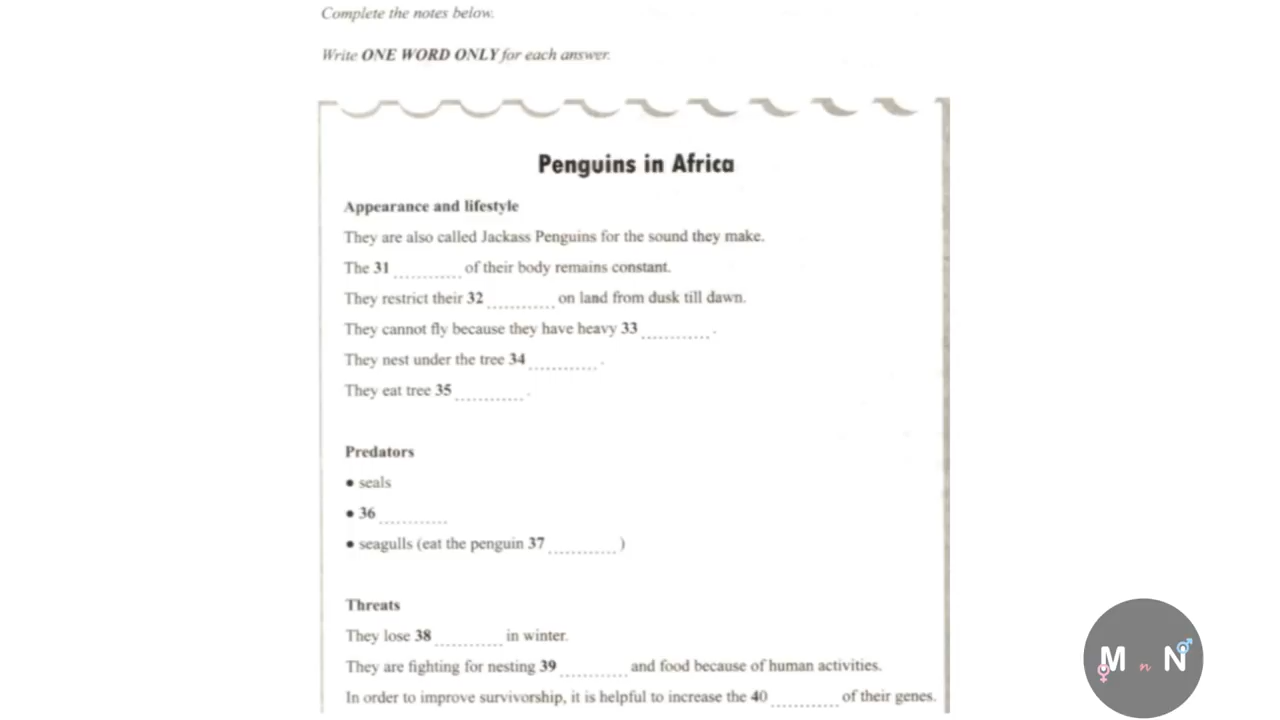 Complete the notes below.
Write ONE WORD ONLY for each answer.
Penguins in Africa
Appearance and lifestyle
They are also called Jackass Penguins for the sound they make.
The 31 .......... of their body remains constant.
They restrict their 32 .......... on land from dusk till dawn.
They cannot fly because they have heavy 33 .......... .
They nest under the tree 34 .......... .
They eat tree 35 .......... .
Predators
• seals
• 36 ..........
• seagulls (eat the penguin 37 .......... )
Threats
They lose 38 .......... in winter.
They are fighting for nesting 39 .......... and food because of human activities.
In order to improve survivorship, it is helpful to increase the 40 .......... of their genes.
M n N